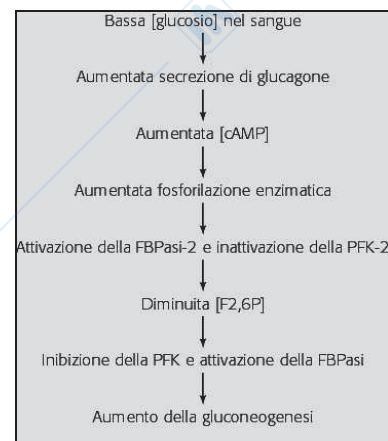 Bassa [glucosio] nel sangue
Aumentata secrezione di glucagone
Aumentata [cAMP]
Aumentata fosforilazione enzimatica
Attivazione della FBPasi-2 e inattivazione della PFK-2
Diminuita [F2,6P]
Inibizione della PFK e attivazione della FBPasi
Aumento della gluconeogenesi